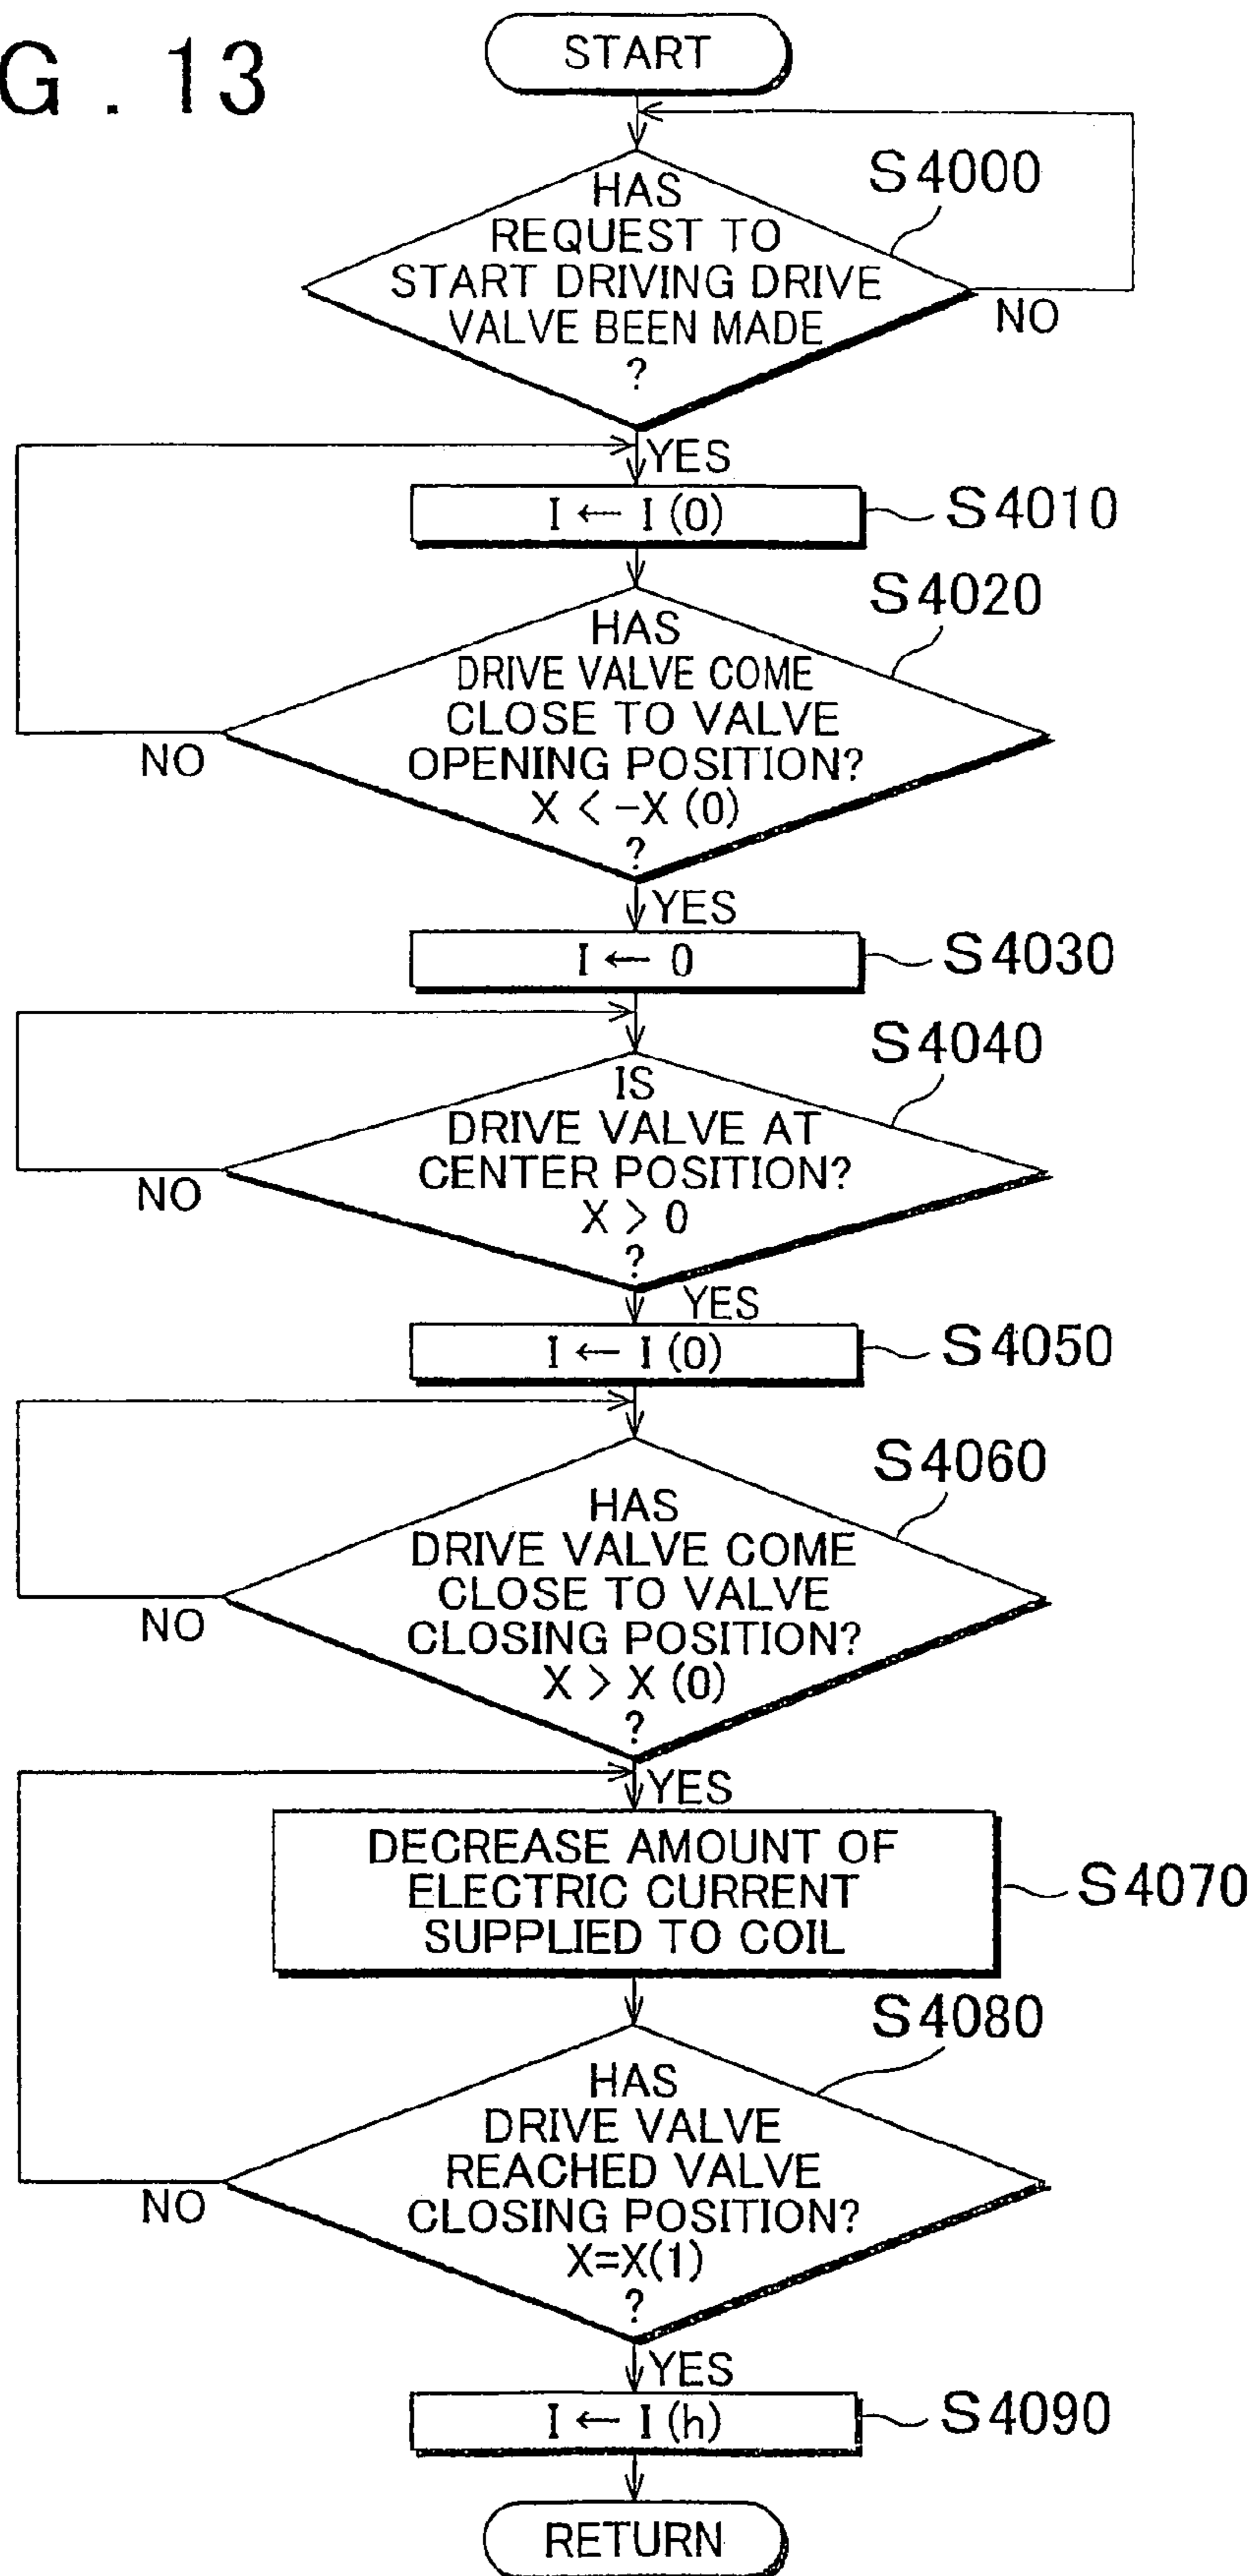 G . 13
START
HAS
REQUEST TO
START DRIVING DRIVE
VALVE BEEN MADE
?
S4000
NO
YES
I ← I (0)
S4010
HAS
DRIVE VALVE COME
CLOSE TO VALVE
OPENING POSITION?
X < -X (0)
?
S4020
NO
YES
I ← 0
S4030
IS
DRIVE VALVE AT
CENTER POSITION?
X > 0
?
S4040
NO
YES
I ← I (0)
S4050
HAS
DRIVE VALVE COME
CLOSE TO VALVE
CLOSING POSITION?
X > X (0)
?
S4060
NO
YES
DECREASE AMOUNT OF
ELECTRIC CURRENT
SUPPLIED TO COIL
S4070
HAS
DRIVE VALVE
REACHED VALVE
CLOSING POSITION?
X=X(1)
?
S4080
NO
YES
I ← I (h)
S4090
RETURN